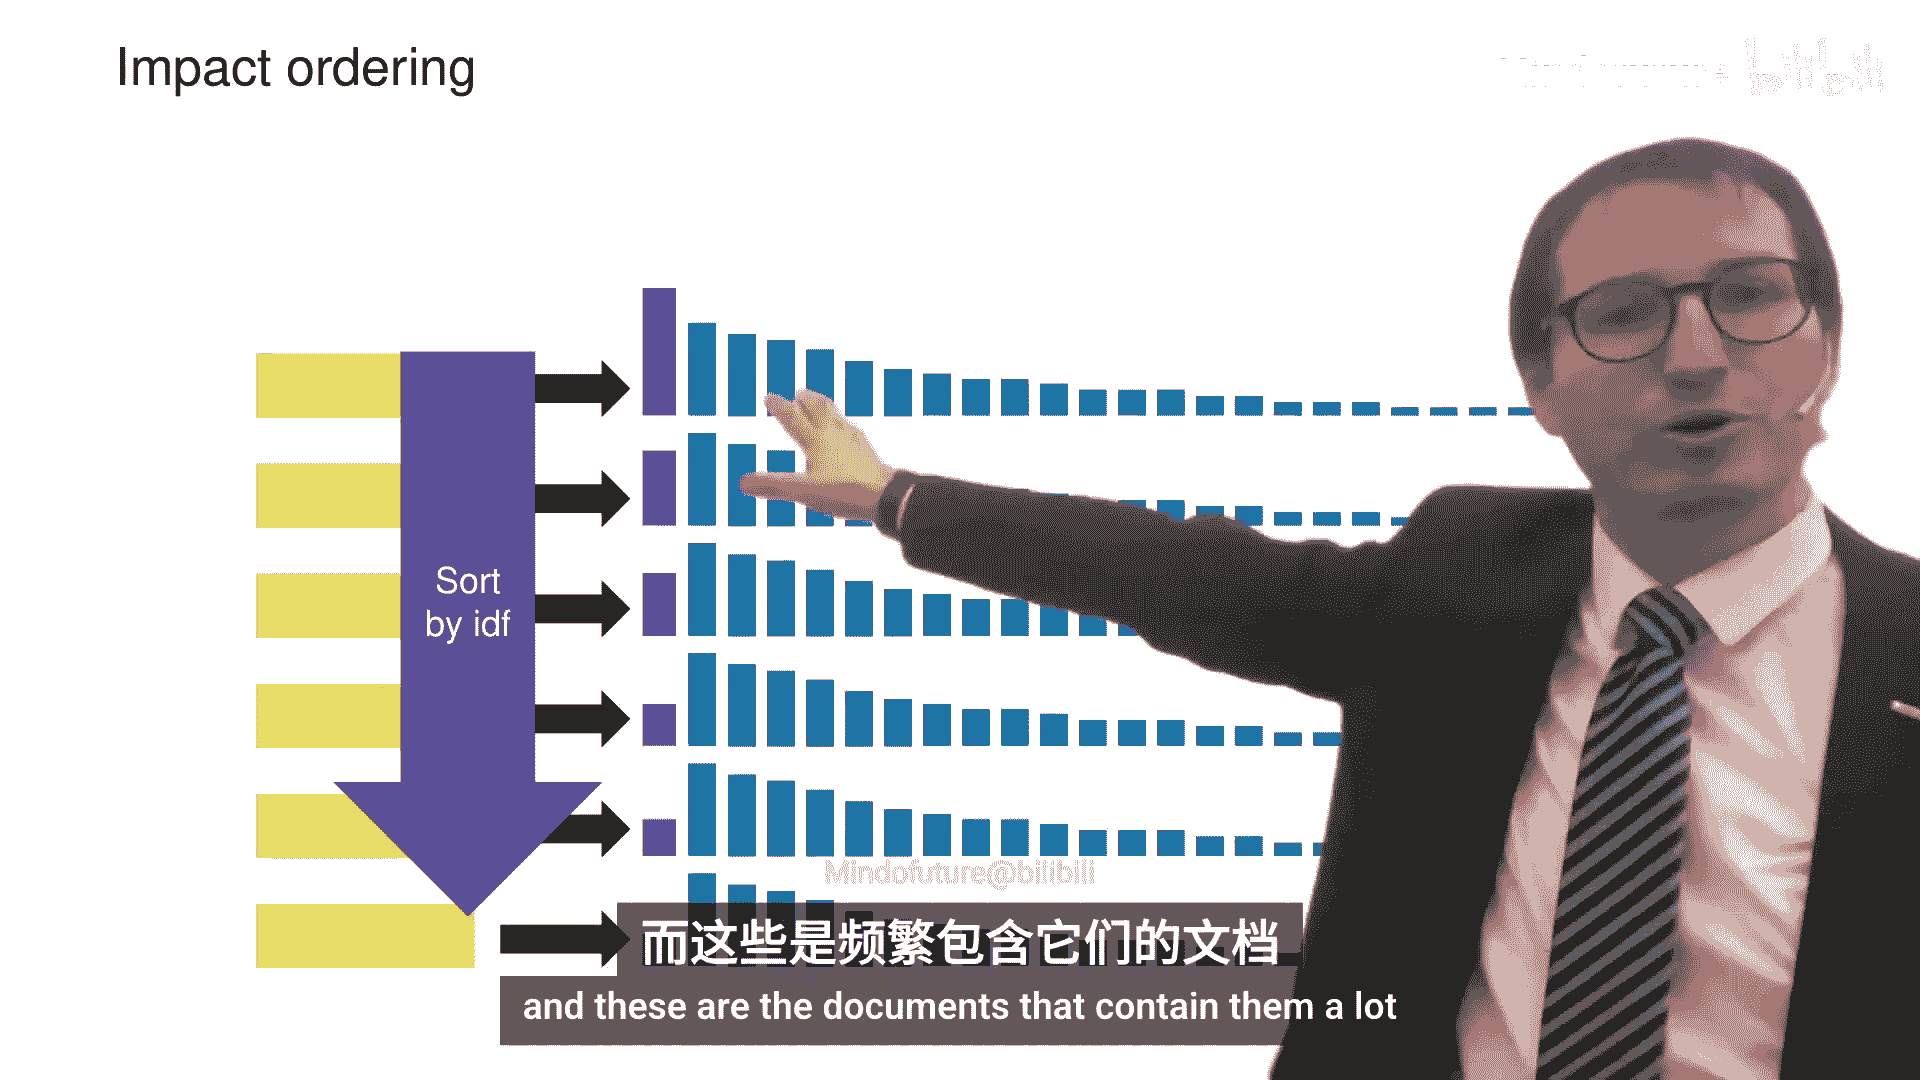 Impact ordering
bilibili
Sort
by idf
Mindofuture@bilibili
而这些是频繁包含它们的文档
and these are the documents that contain them a lot